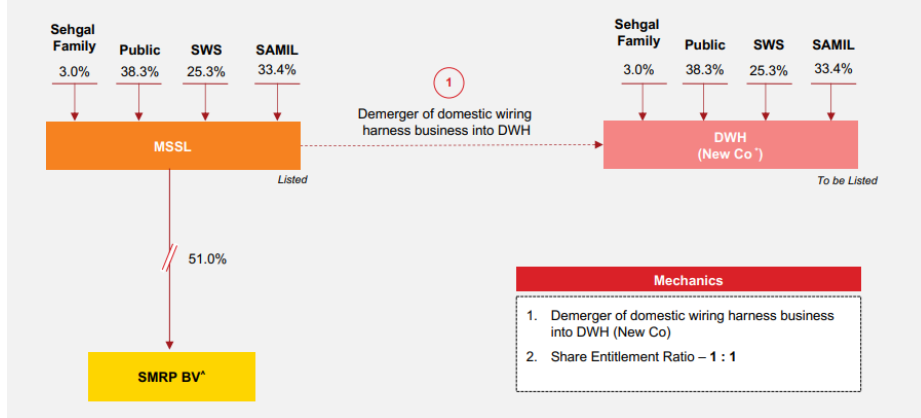 Sehgal
Family Public SWS SAMIL
3.0% 38.3% 25.3% 33.4%
MSSL
Listed
1
Demerger of domestic wiring
harness business into DWH
Sehgal
Family Public SWS SAMIL
3.0% 38.3% 25.3% 33.4%
DWH
(New Co*)
To be Listed
51.0%
SMRP BV^
Mechanics
1. Demerger of domestic wiring harness business
into DWH (New Co)
2. Share Entitlement Ratio – 1 : 1